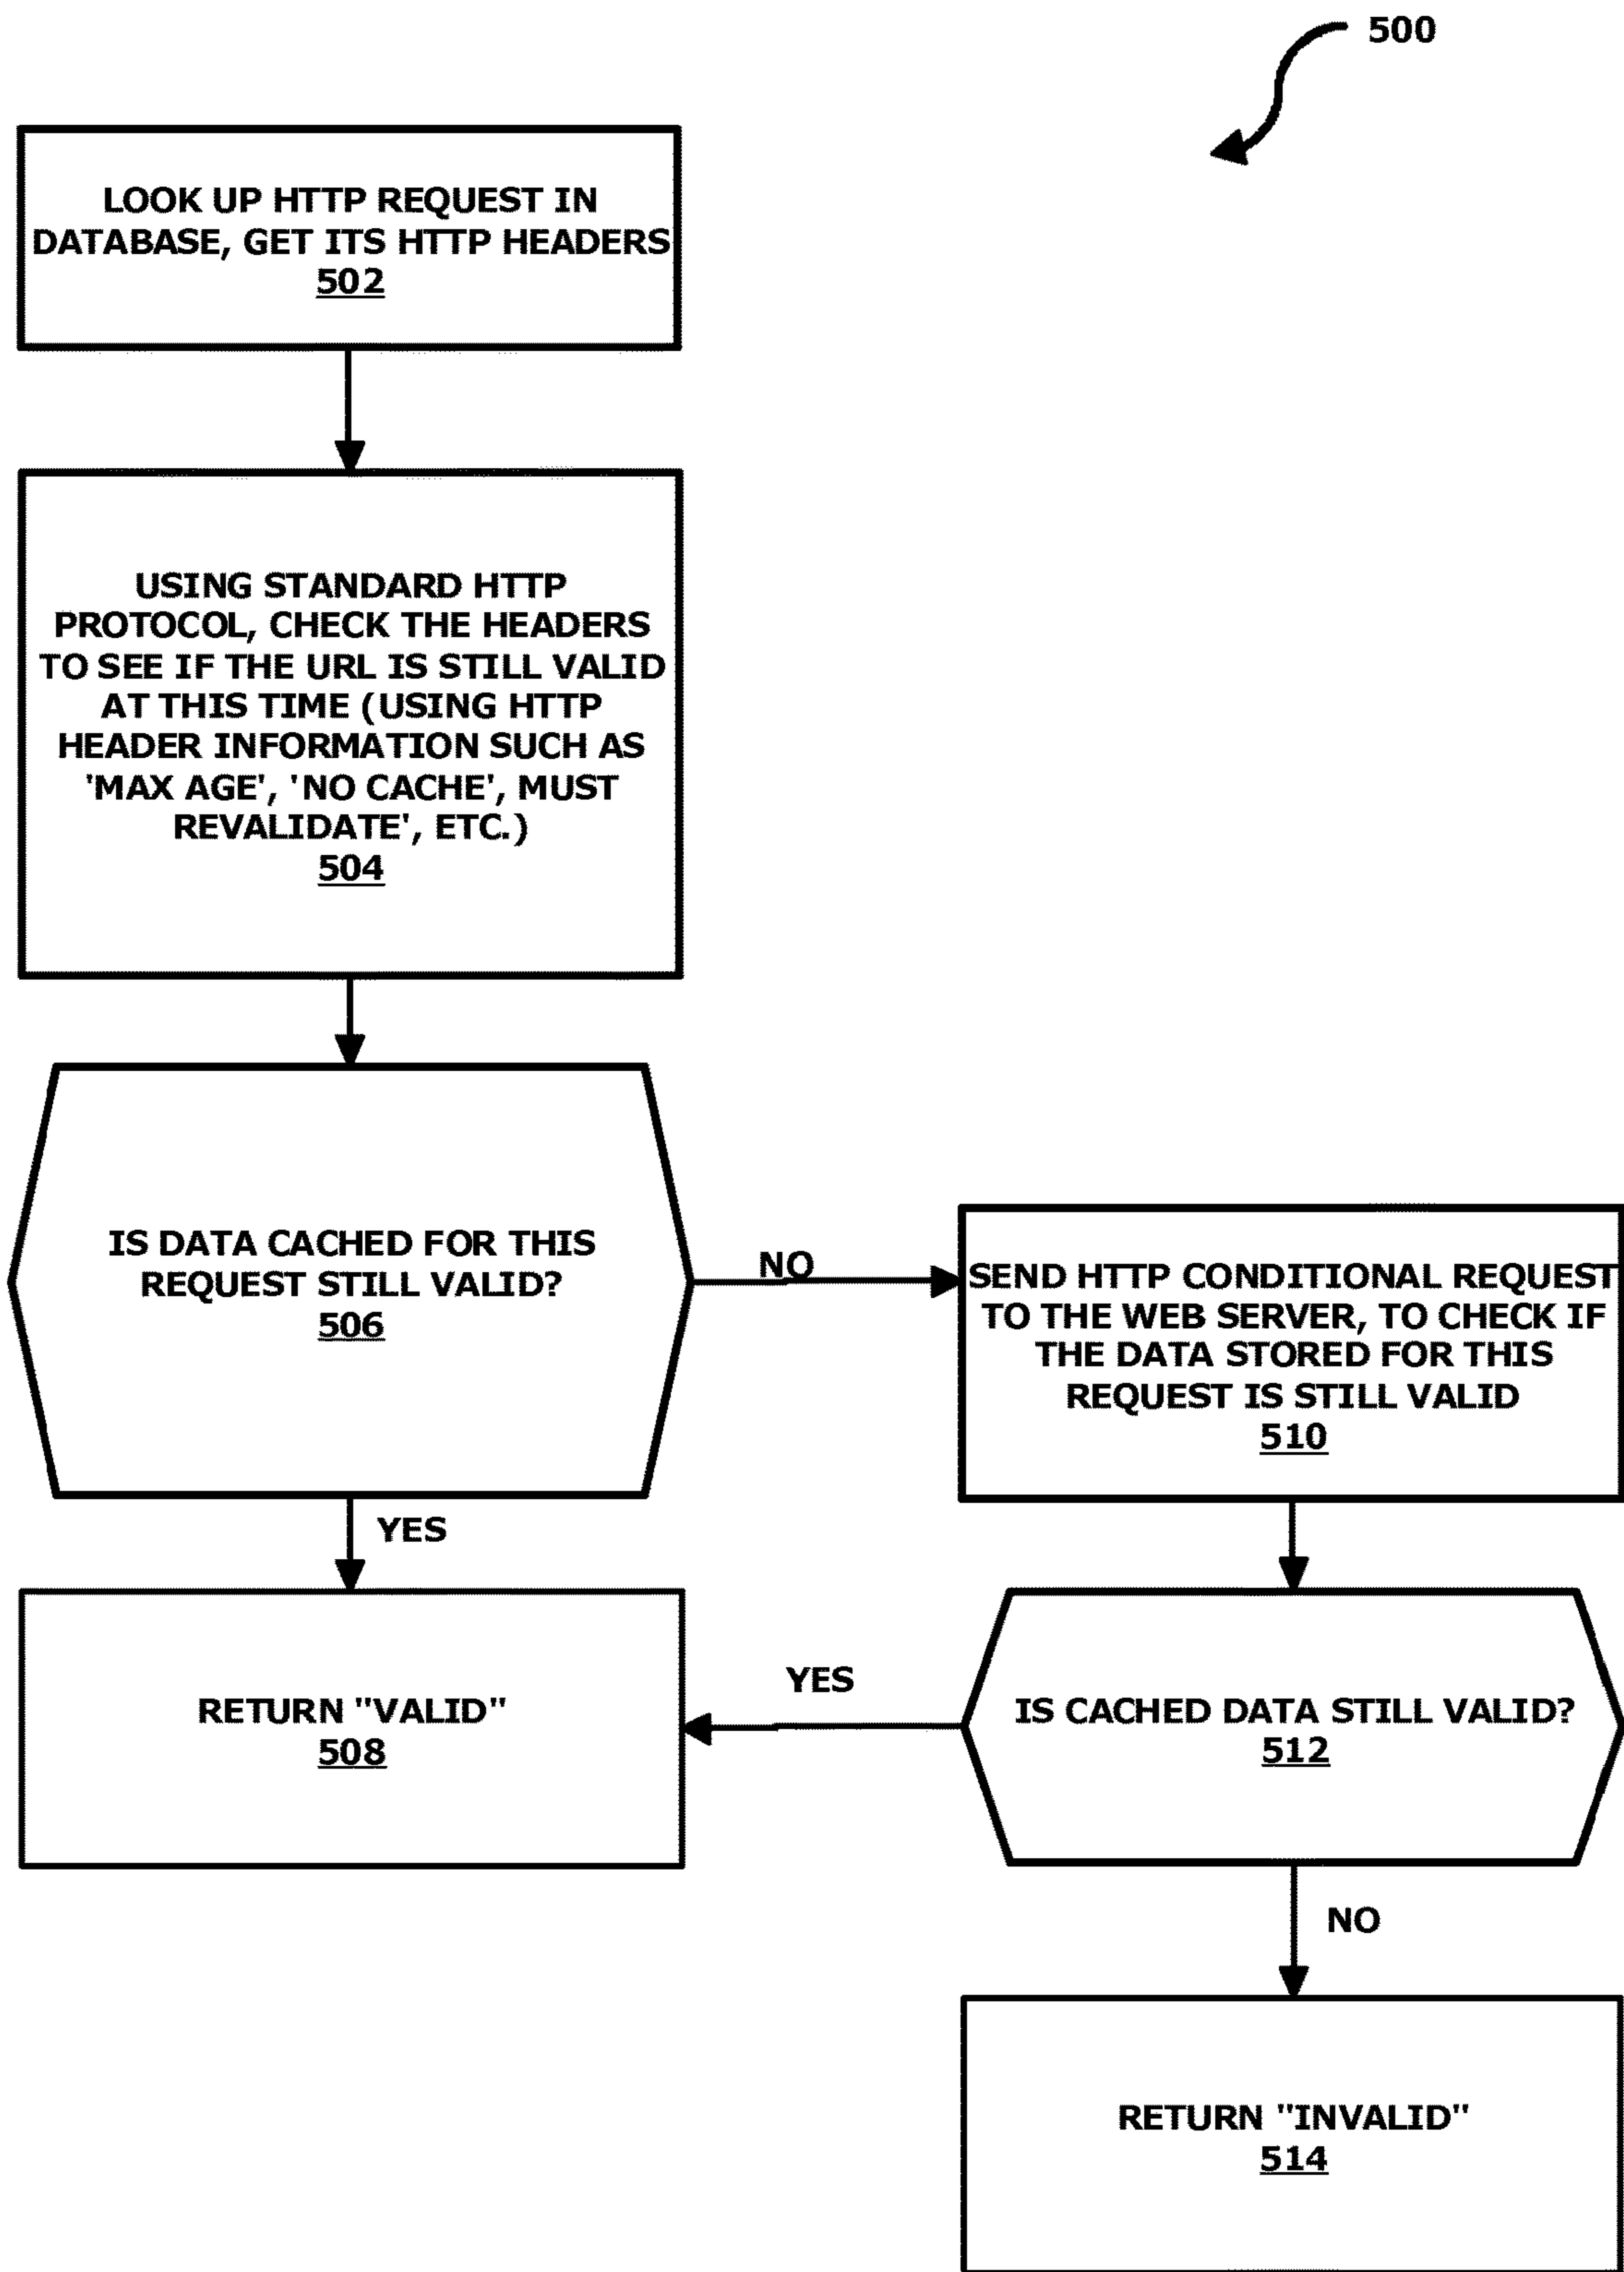 500
LOOK UP HTTP REQUEST IN
DATABASE, GET ITS HTTP HEADERS
502
USING STANDARD HTTP
PROTOCOL, CHECK THE HEADERS
TO SEE IF THE URL IS STILL VALID
AT THIS TIME (USING HTTP
HEADER INFORMATION SUCH AS
'MAX AGE', 'NO CACHE', MUST
REVALIDATE', ETC.)
504
IS DATA CACHED FOR THIS
REQUEST STILL VALID?
506
NO
SEND HTTP CONDITIONAL REQUEST
TO THE WEB SERVER, TO CHECK IF
THE DATA STORED FOR THIS
REQUEST IS STILL VALID
510
YES
RETURN "VALID"
508
YES
IS CACHED DATA STILL VALID?
512
NO
RETURN "INVALID"
514